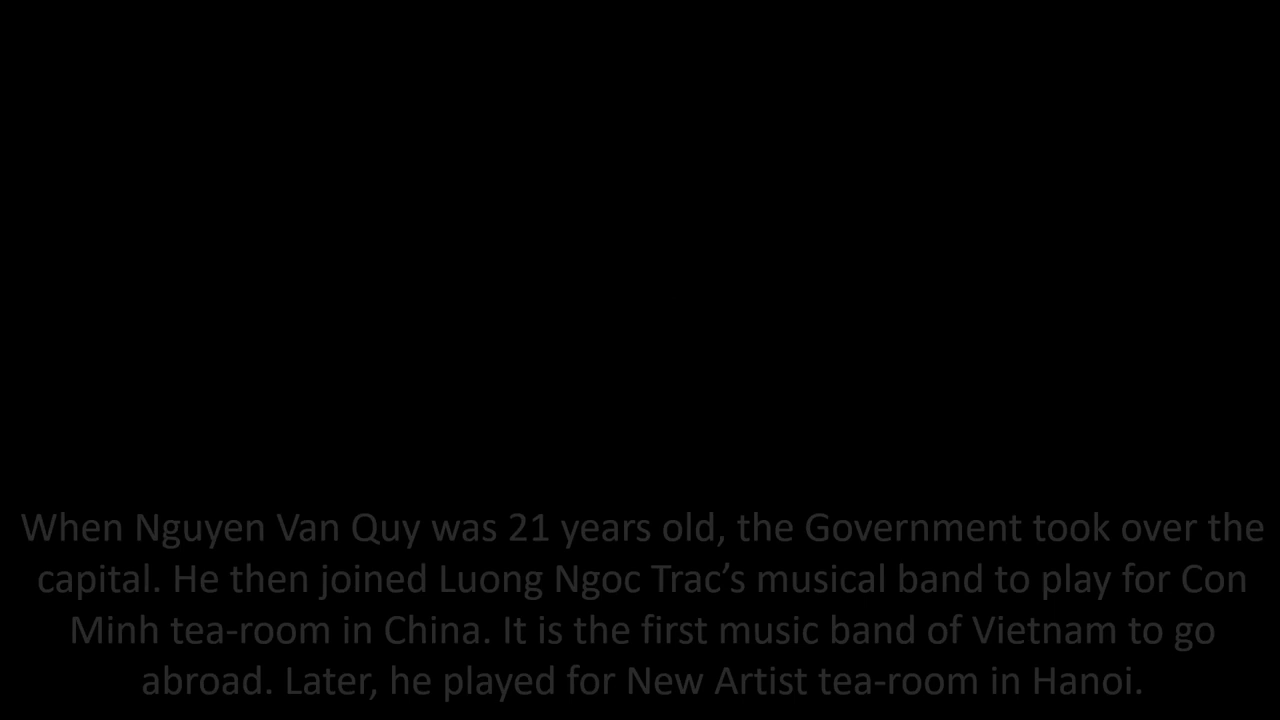 When Nguyen Van Quy was 21 years old, the Government took over the
capital. He then joined Luong Ngoc Trac’s musical band to play for Con
Minh tea-room in China. It is the first music band of Vietnam to go
abroad. Later, he played for New Artist tea-room in Hanoi.